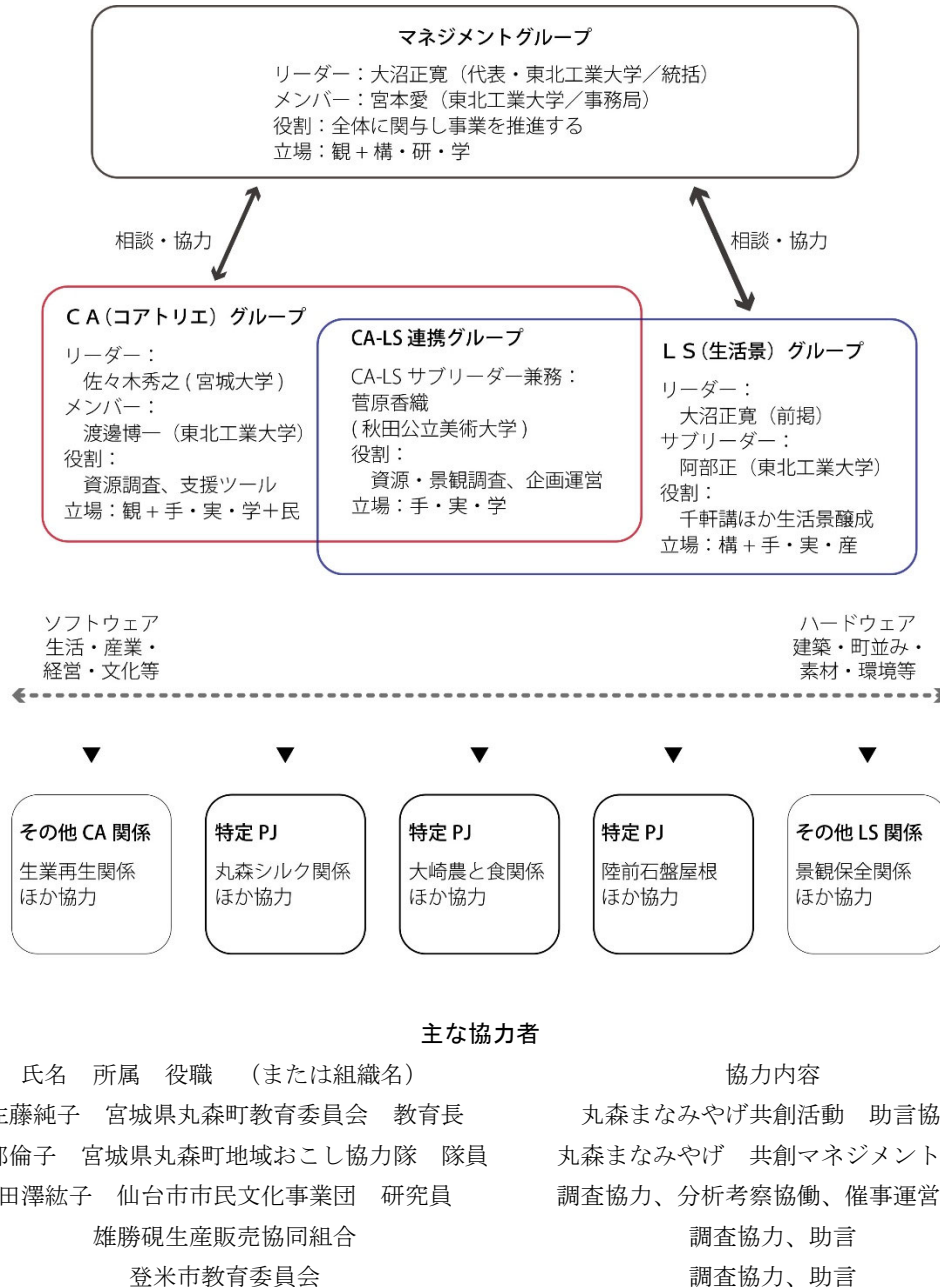 マネジメントグループ
リーダー：大沼正寛（代表・東北工業大学／統括）
メンバー：宮本愛（東北工業大学／事務局）
役割：全体に関与し事業を推進する
立場：観＋構・研・学
相談・協力
相談・協力
ＣＡ（コアトリエ）グループ
リーダー：
佐々木秀之(宮城大学)
メンバー：
渡邊博一（東北工業大学）
役割：
資源調査、支援ツール
立場：観＋手・実・学＋民
CA-LS 連携グループ
CA-LS サブリーダー兼務：
菅原香織
(秋田公立美術大学)
役割：
資源・景観調査、企画運営
立場：手・実・学
ＬＳ（生活景）グループ
リーダー：
大沼正寛（前掲）
サブリーダー：
阿部正（東北工業大学）
役割：
千軒講ほか生活景醸成
立場：構＋手・実・産
ソフトウェア
生活・産業・
経営・文化等
ハードウェア
建築・町並み・
素材・環境等
▼ ▼ ▼ ▼ ▼
その他 CA 関係
生業再生関係
ほか協力
特定 PJ
丸森シルク関係
ほか協力
特定 PJ
大崎農と食関係
ほか協力
特定 PJ
陸前石盤屋根
ほか協力
その他 LS 関係
景観保全関係
ほか協力
主な協力者
氏名　所属　役職　（または組織名）　協力内容
藤純子　宮城県丸森町教育委員会　教育長　丸森まなみやげ共創活動　助言協
倫子　宮城県丸森町地域おこし協力隊　隊員　丸森まなみやげ　共創マネジメント
田澤紘子　仙台市市民文化事業団　研究員　調査協力、分析考察協働、催事運営
雄勝硯生産販売協同組合　調査協力、助言
登米市教育委員会　調査協力、助言